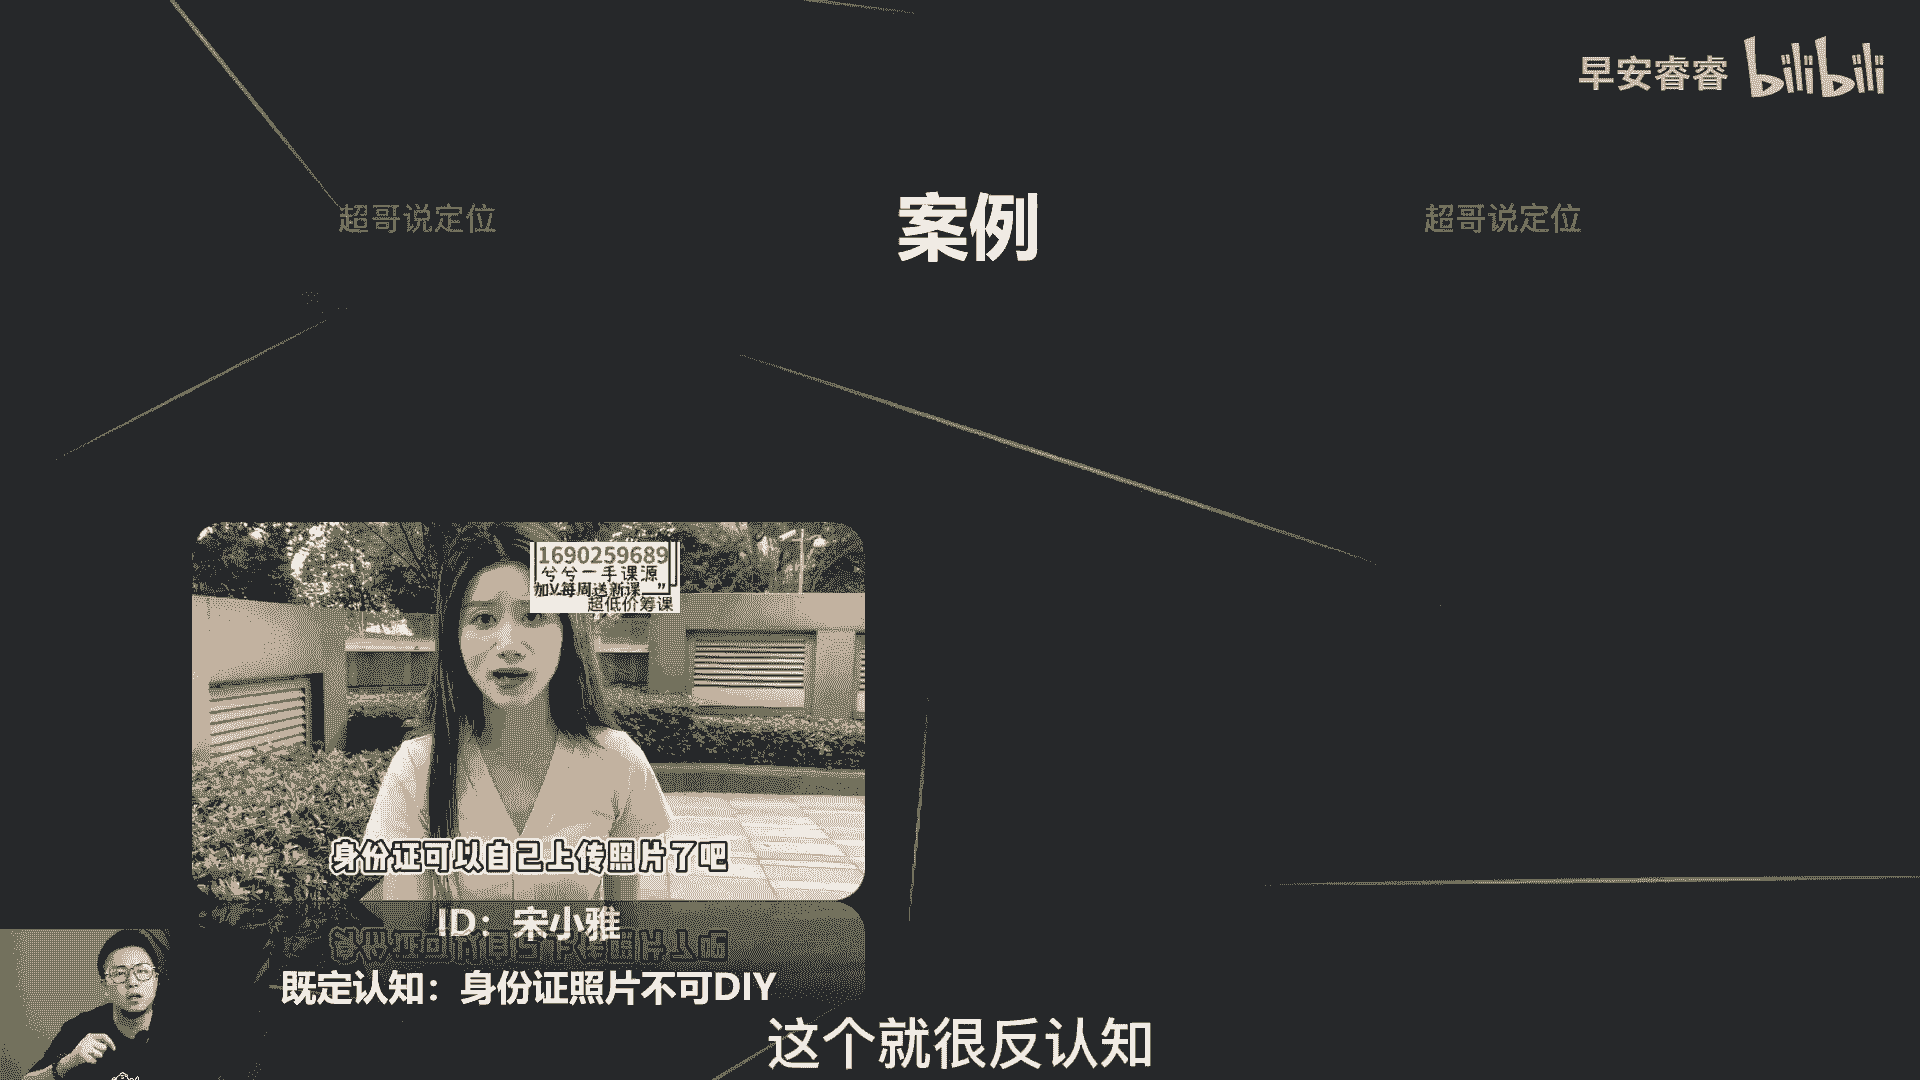 早安睿睿 bilibili
案例
超哥说定位
超哥说定位
1690259689
兮兮一手课源
加V每周送新课
超低价筹课
身份证可以自己上传照片了吧
ID：宋小雅
既定认知：身份证照片不可DIY
这个就很反认知